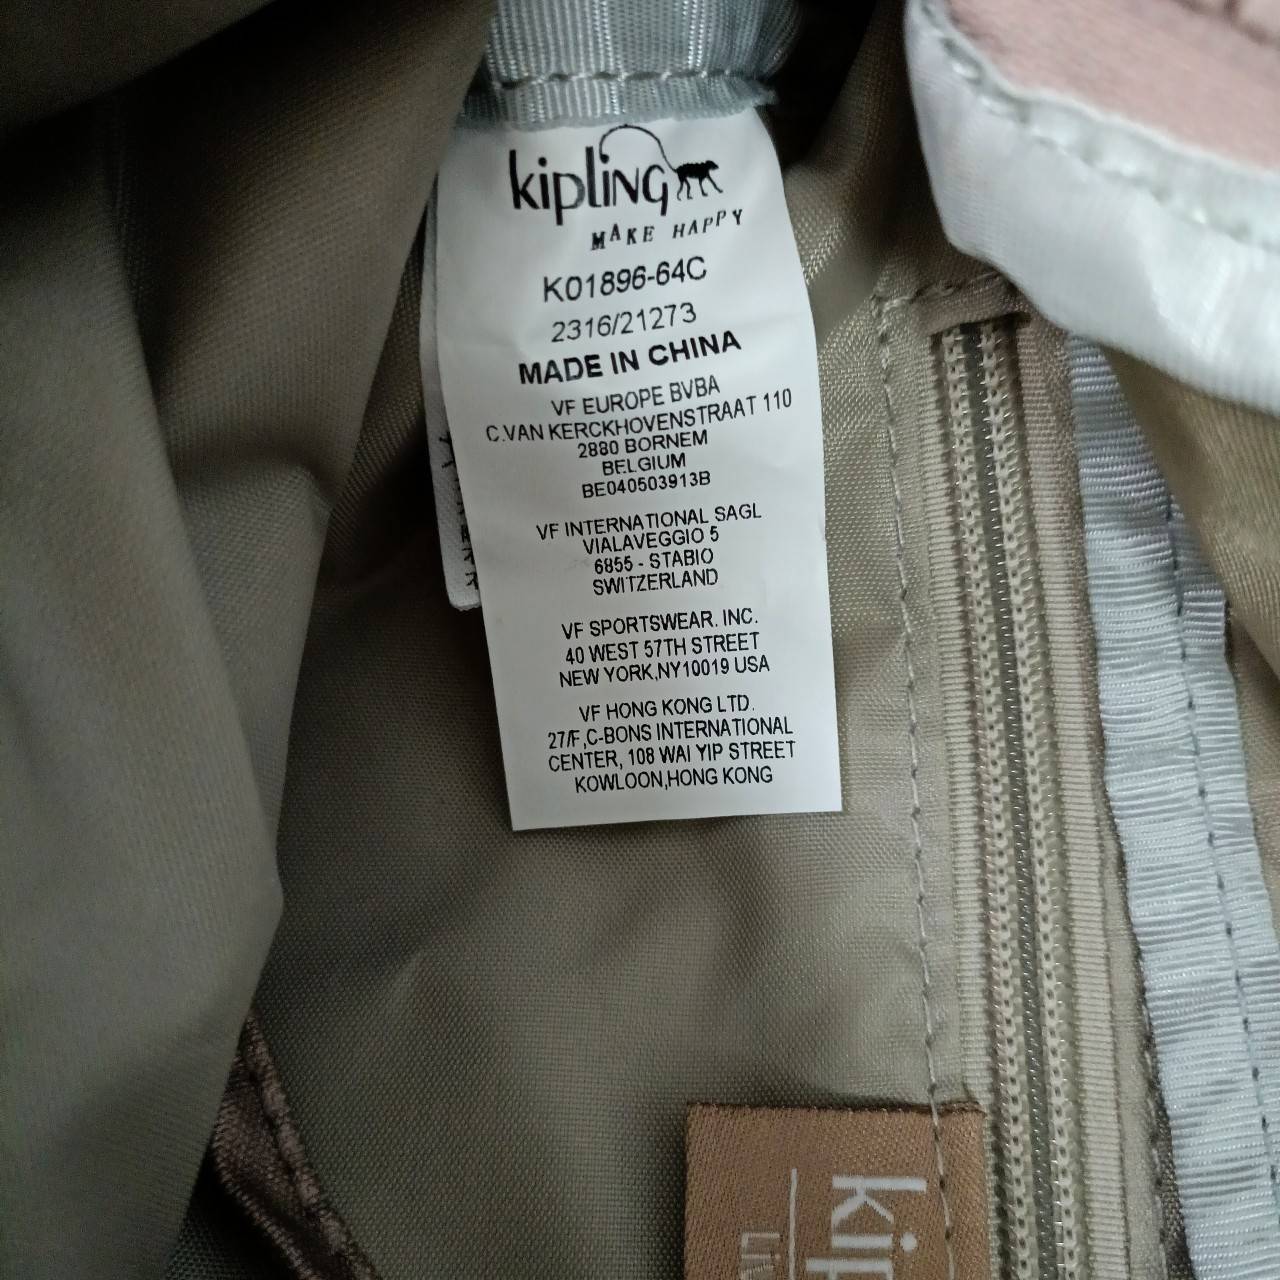 kipling
MAKE HAPPY
K01896-64C
2316/21273
MADE IN CHINA
VF EUROPE BVBA
C.VAN KERCKHOVENSTRAAT 110
2880 BORNEM
BELGIUM
BE040503913B
VF INTERNATIONAL SAGL
VIALAVEGGIO 5
6855 - STABIO
SWITZERLAND
VF SPORTSWEAR. INC.
40 WEST 57TH STREET
NEW YORK,NY10019 USA
VF HONG KONG LTD.
27/F,C-BONS INTERNATIONAL
CENTER, 108 WAI YIP STREET
KOWLOON,HONG KONG
kip